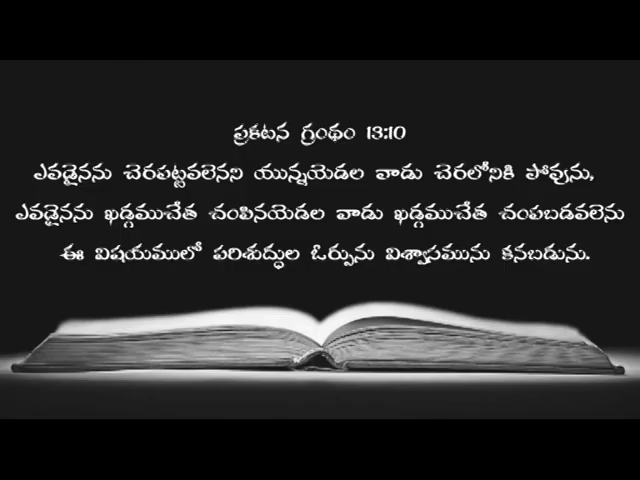 ప్రకటన గ్రంథం 13:10
ఎవడైనను చెరపట్టవలెనని యున్నయెడల వాడు చెరలోనికి పోవును,
ఎవడైనను ఖడ్గముచేత చంపినయెడల వాడు ఖడ్గముచేత చంపబడవలెను
ఈ విషయములో పరిశుద్ధుల ఓర్పును విశ్వాసమును కనబడును.